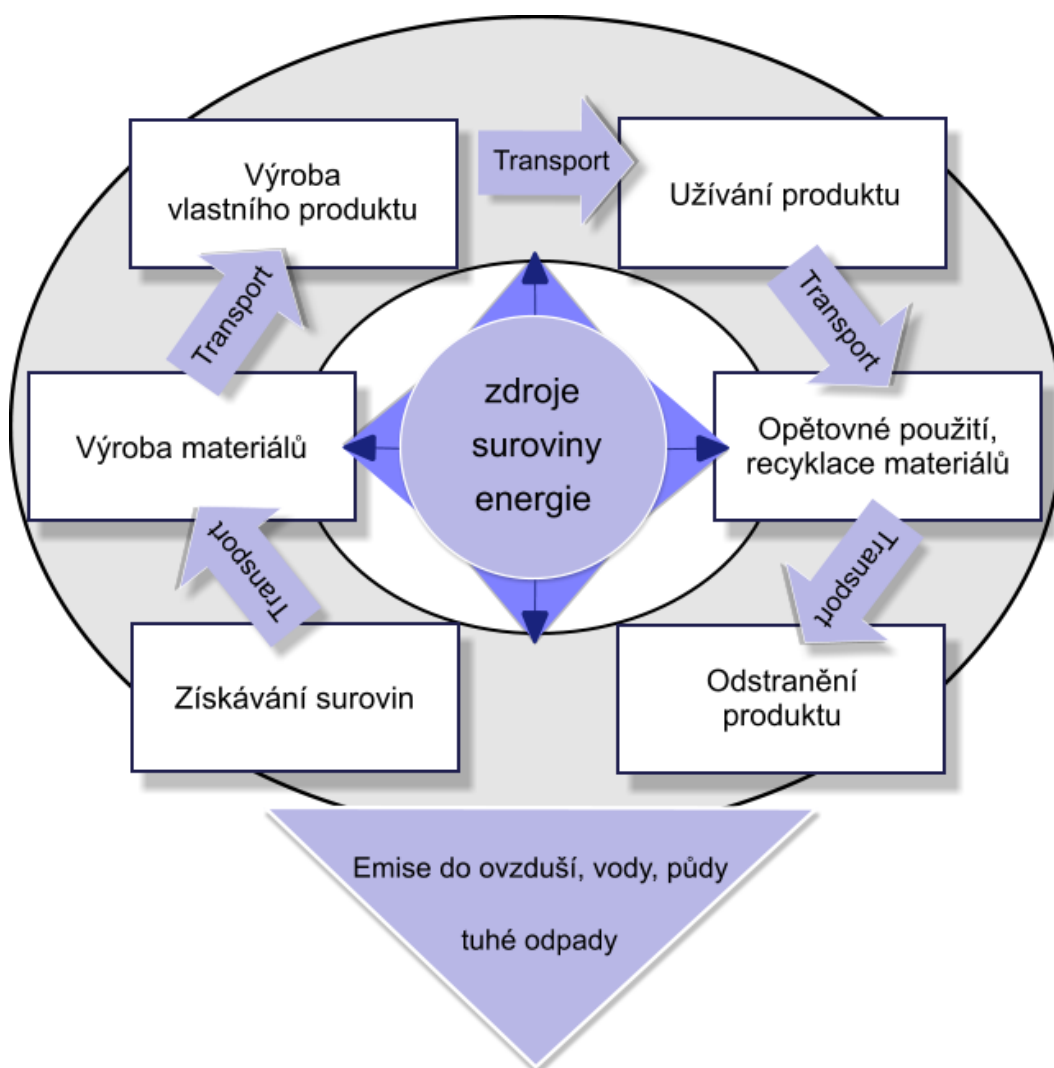 Výroba
vlastního produktu
Transport
Užívání produktu
Transport
Transport
zdroje
suroviny
energie
Výroba materiálů
Opětovné použití,
recyklace materiálů
Transport
Transport
Získávání surovin
Odstranění
produktu
Emise do ovzduší, vody, půdy
tuhé odpady